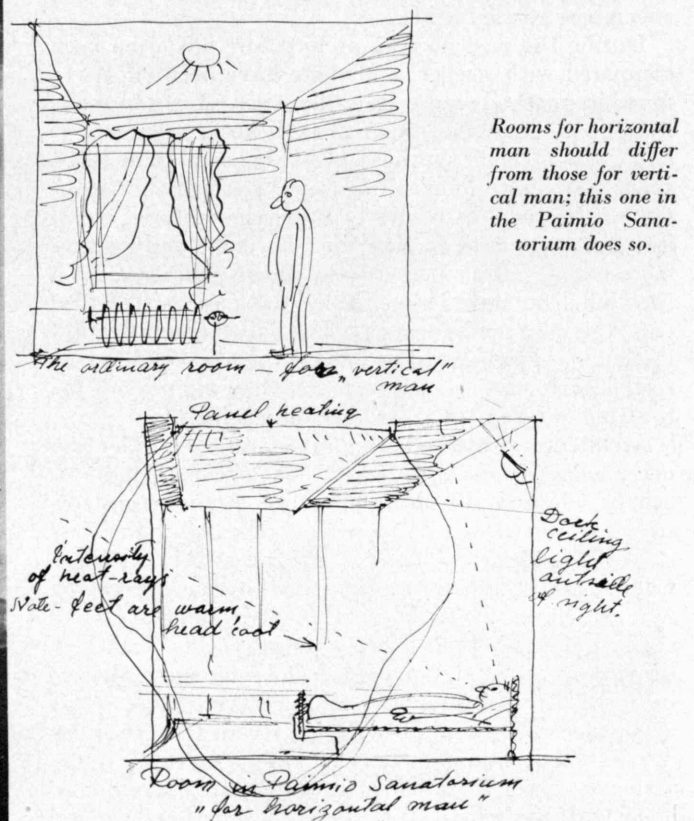 Rooms for horizontal
man should differ
from those for verti-
cal man; this one in
the Paimio Sana-
torium does so.
The ordinary room – for „vertical"
man
Panel heating
Intensity
of heat-rays
Note - feet are warm,
head cool
Dark
ceiling
light
outside
of sight.
Room in Paimio Sanatorium
„for horizontal man"